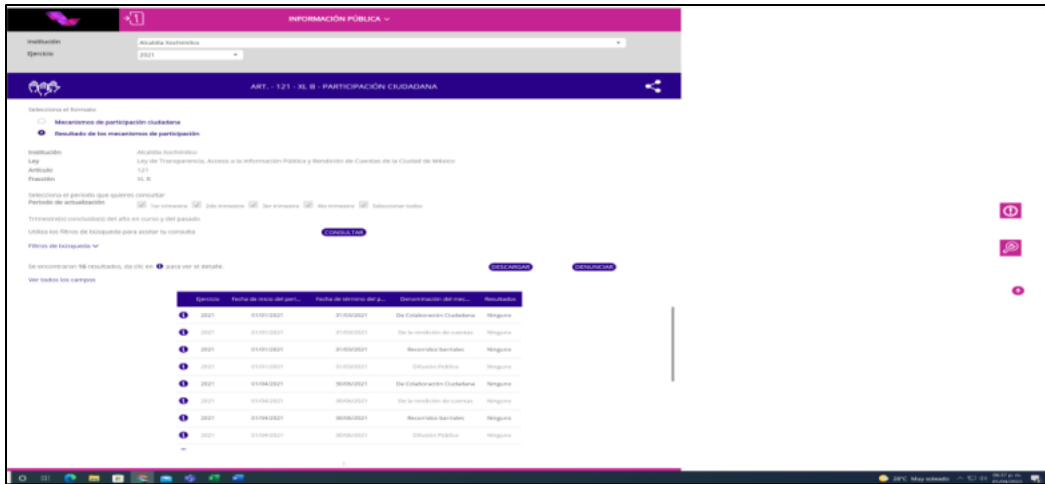 INFORMACIÓN PÚBLICA
Institución Alcaldía Xochimilco
Ejercicio 2021
ART. - 121 - XL B - PARTICIPACIÓN CIUDADANA
Selecciona el formato
Mecanismos de participación ciudadana
Resultado de los mecanismos de participación
Institución Alcaldía Xochimilco
Ley Ley de Transparencia, Acceso a la Información Pública y Rendición de Cuentas de la Ciudad de México
Artículo 121
Fracción XL B
Selecciona el periodo que quieres consultar
Periodo de actualización 1er trimestre 2do trimestre 3er trimestre 4to trimestre Seleccionar todos
Trimestre(s) concluido(s) del año en curso y del pasado.
Utiliza los filtros de búsqueda para acotar tu consulta CONSULTAR
Filtros de búsqueda
Se encontraron 16 resultados, da clic en para ver el detalle. DESCARGAR DENUNCIAR
Ver todos los campos
Ejercicio Fecha de inicio del peri... Fecha de término del p... Denominación del mec... Resultados
2021 01/01/2021 31/03/2021 De Colaboración Ciudadana Ninguno
2021 01/01/2021 31/03/2021 De la rendición de cuentas Ninguno
2021 01/01/2021 31/03/2021 Recorridos barriales Ninguno
2021 01/01/2021 31/03/2021 Difusión Pública Ninguno
2021 01/04/2021 30/06/2021 De Colaboración Ciudadana Ninguno
2021 01/04/2021 30/06/2021 De la rendición de cuentas Ninguno
2021 01/04/2021 30/06/2021 Recorridos barriales Ninguno
2021 01/04/2021 30/06/2021 Difusión Pública Ninguno
28°C Muy soleado